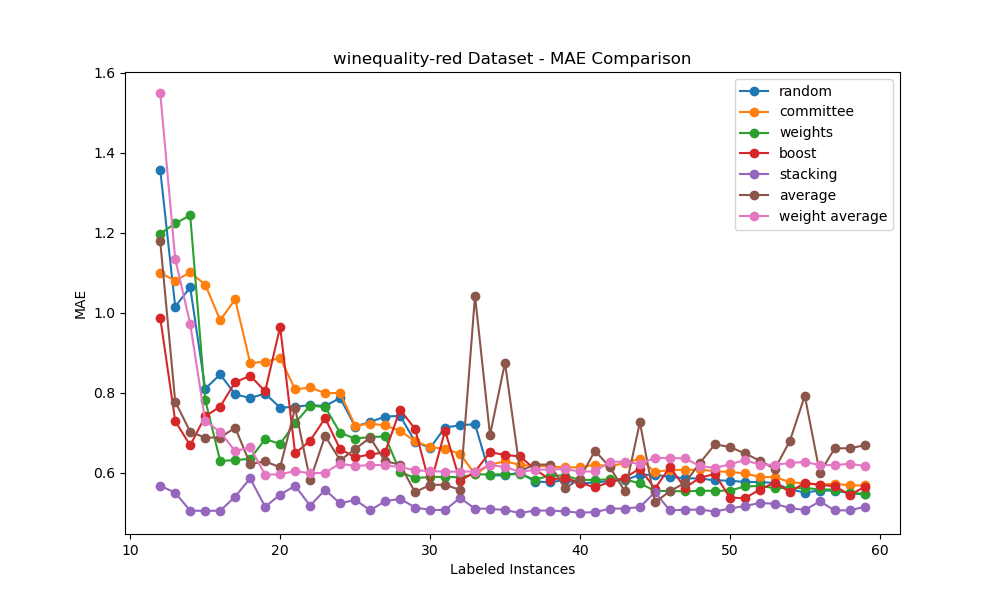 winequality-red Dataset - MAE Comparison
1.6
1.4
1.2
1.0
0.8
0.6
MAE
10
20
30
40
50
60
Labeled Instances
random
committee
weights
boost
stacking
average
weight average